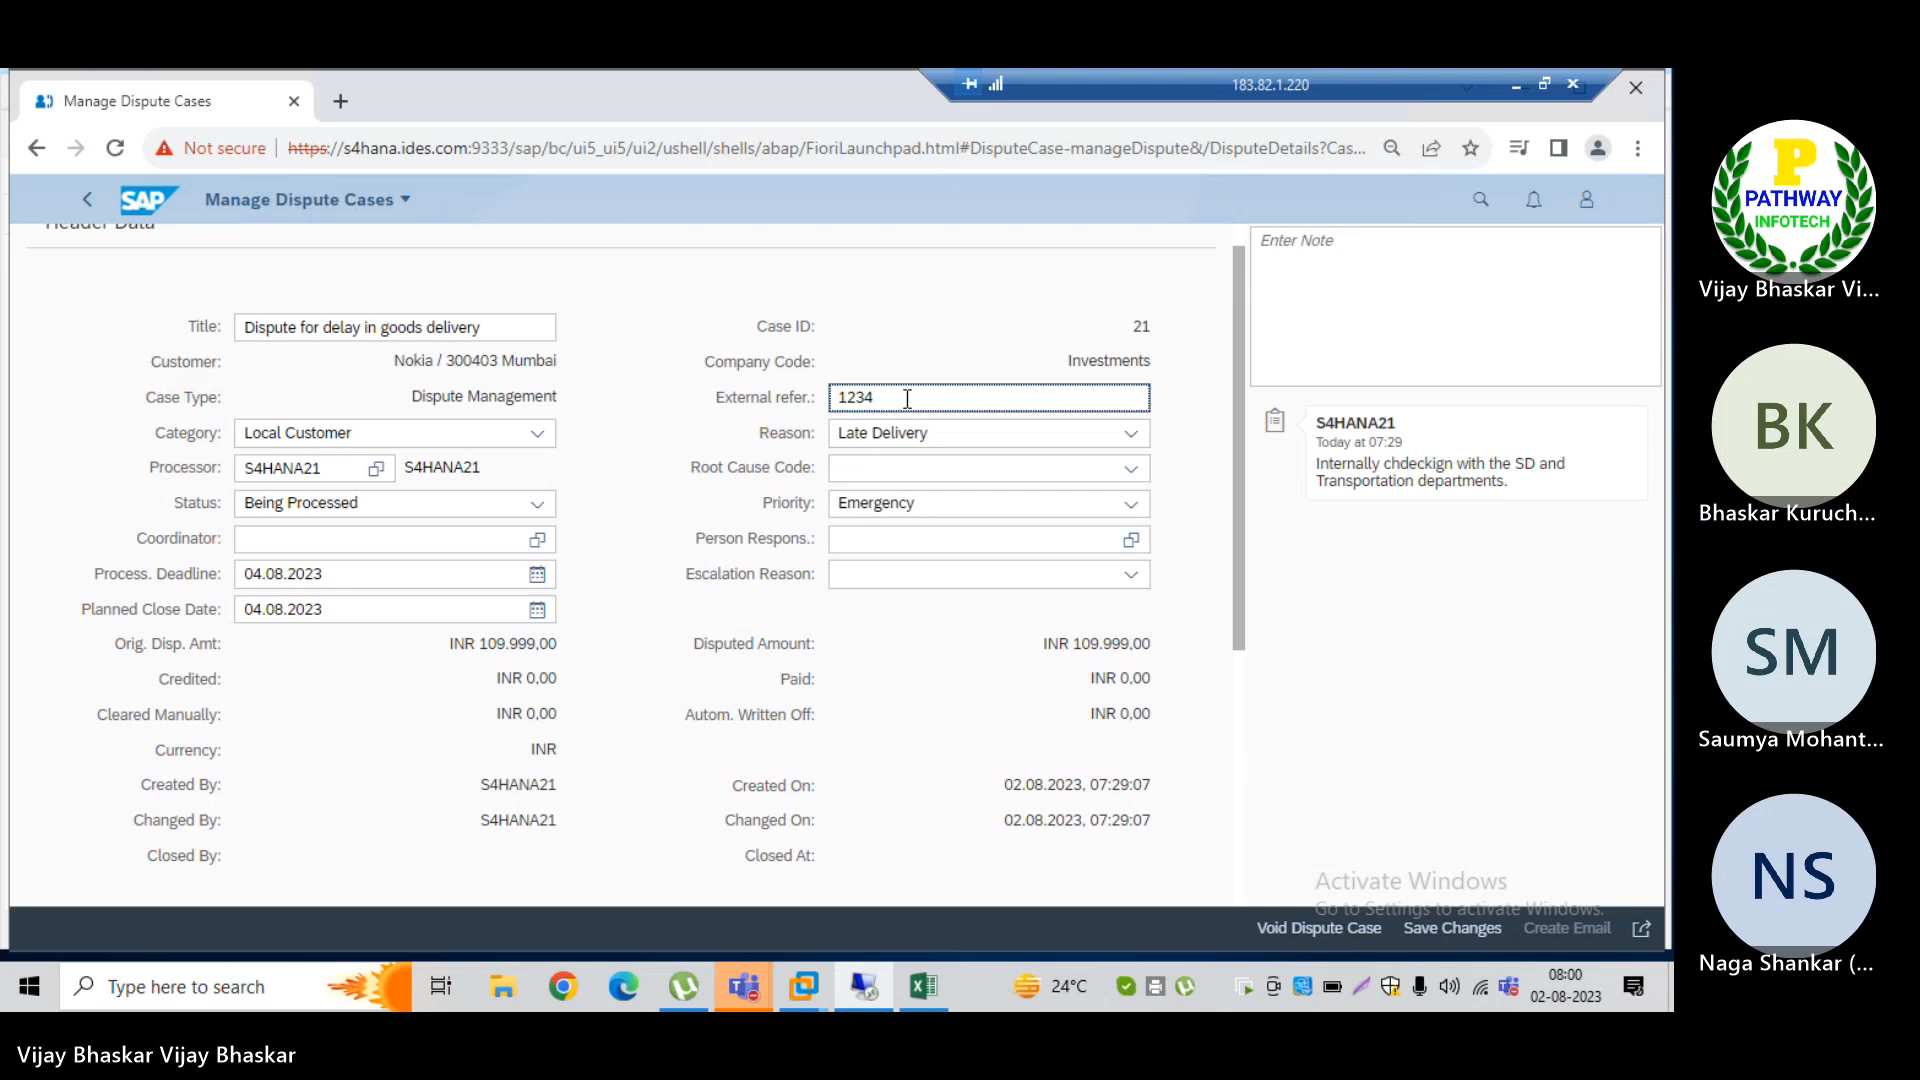 Manage Dispute Cases
183.82.1.220
Not secure
https://s4hana.ides.com:9333/sap/bc/ui5_ui5/ui2/ushell/shells/abap/FioriLaunchpad.html#DisputeCase-manageDispute&/DisputeDetails?Cas...
SAP Manage Dispute Cases
Header Data
Title: Dispute for delay in goods delivery
Case ID: 21
Customer: Nokia / 300403 Mumbai
Company Code: Investments
Case Type: Dispute Management
External refer.: 1234
Category: Local Customer
Reason: Late Delivery
Processor: S4HANA21 S4HANA21
Root Cause Code:
Status: Being Processed
Priority: Emergency
Coordinator:
Person Respons.:
Process. Deadline: 04.08.2023
Escalation Reason:
Planned Close Date: 04.08.2023
Orig. Disp. Amt: INR 109.999,00
Disputed Amount: INR 109.999,00
Credited: INR 0,00
Paid: INR 0,00
Cleared Manually: INR 0,00
Autom. Written Off: INR 0,00
Currency: INR
Created By: S4HANA21
Created On: 02.08.2023, 07:29:07
Changed By: S4HANA21
Changed On: 02.08.2023, 07:29:07
Closed By:
Closed At:
Enter Note
S4HANA21
Today at 07:29
Internally chdeckign with the SD and
Transportation departments.
Activate Windows
Go to Settings to activate Windows.
Void Dispute Case Save Changes Create Email
Type here to search
24°C
08:00
02-08-2023
P
PATHWAY
INFOTECH
Vijay Bhaskar Vi...
BK
Bhaskar Kuruch...
SM
Saumya Mohant...
NS
Naga Shankar (...
Vijay Bhaskar Vijay Bhaskar